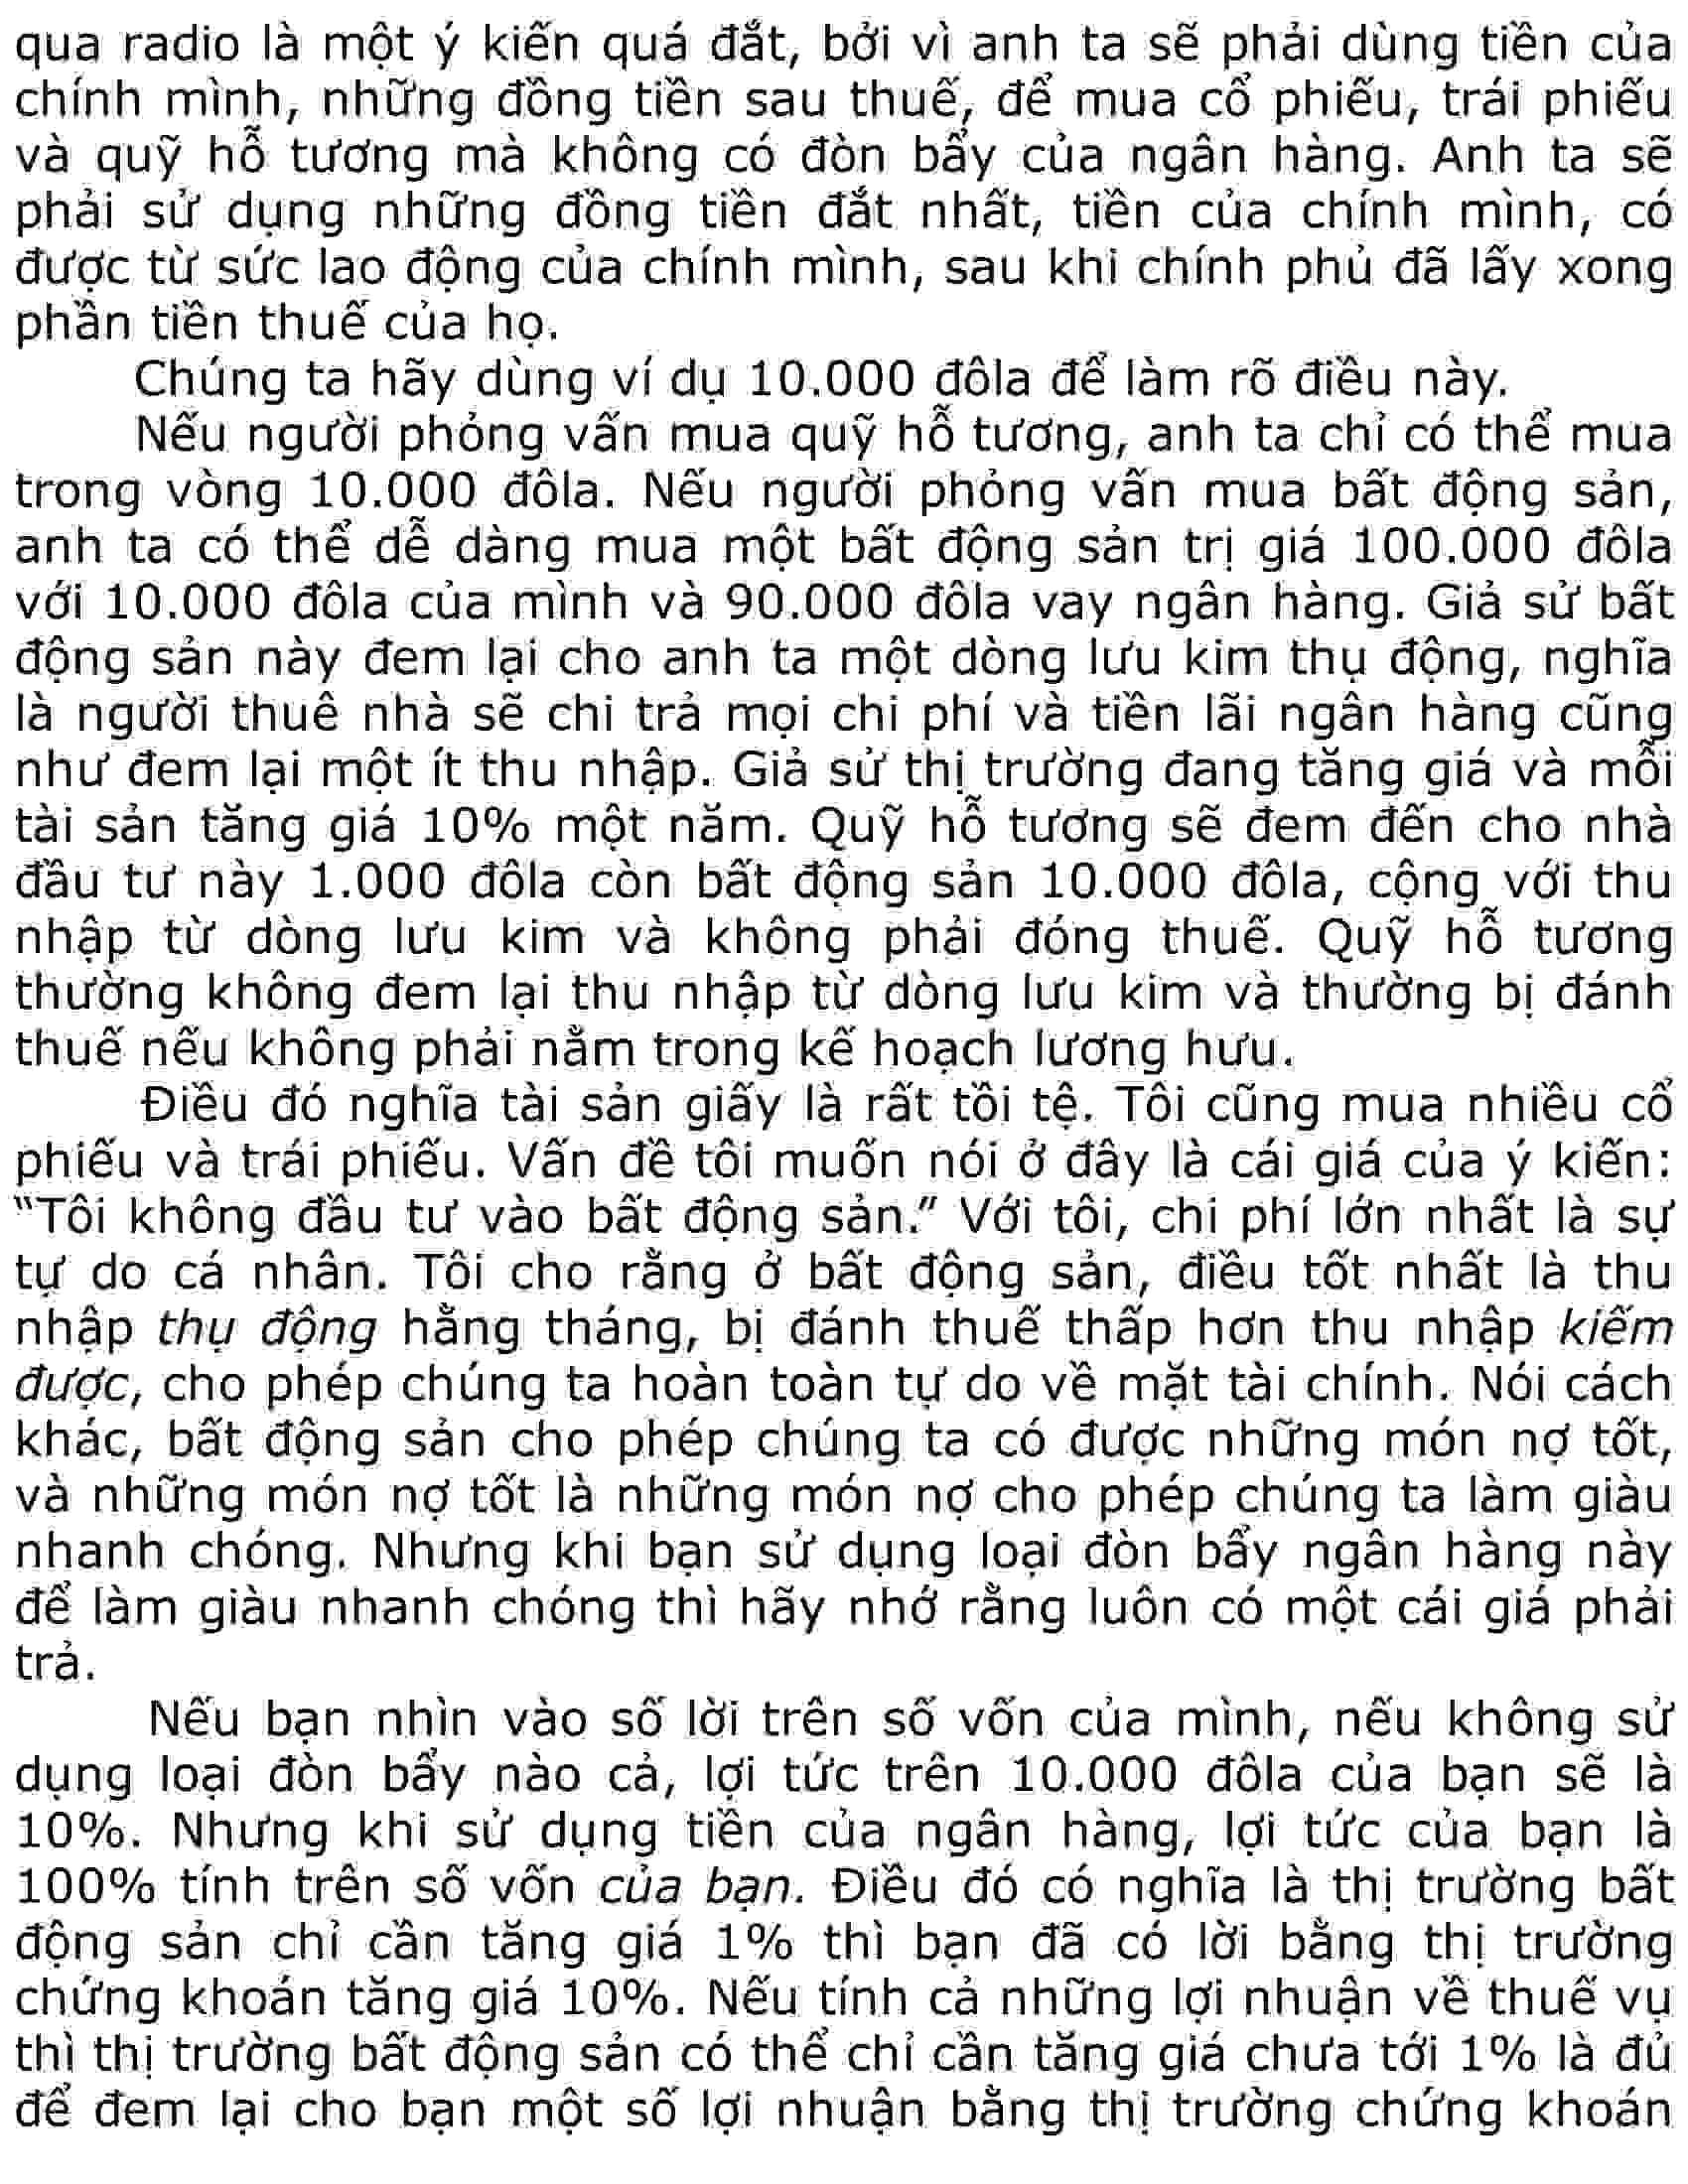 qua radio là một ý kiến quá đắt, bởi vì anh ta sẽ phải dùng tiền của
chính mình, những đồng tiền sau thuế, để mua cổ phiếu, trái phiếu
và quỹ hỗ tương mà không có đòn bẩy của ngân hàng. Anh ta sẽ
phải sử dụng những đồng tiền đắt nhất, tiền của chính mình, có
được từ sức lao động của chính mình, sau khi chính phủ đã lấy xong
phần tiền thuế của họ.
Chúng ta hãy dùng ví dụ 10.000 đôla để làm rõ điều này.
Nếu người phỏng vấn mua quỹ hỗ tương, anh ta chỉ có thể mua
trong vòng 10.000 đôla. Nếu người phỏng vấn mua bất động sản,
anh ta có thể dễ dàng mua một bất động sản trị giá 100.000 đôla
với 10.000 đôla của mình và 90.000 đôla vay ngân hàng. Giả sử bất
động sản này đem lại cho anh ta một dòng lưu kim thụ động, nghĩa
là người thuê nhà sẽ chi trả mọi chi phí và tiền lãi ngân hàng cũng
như đem lại một ít thu nhập. Giả sử thị trường đang tăng giá và mỗi
tài sản tăng giá 10% một năm. Quỹ hỗ tương sẽ đem đến cho nhà
đầu tư này 1.000 đôla còn bất động sản 10.000 đôla, cộng với thu
nhập từ dòng lưu kim và không phải đóng thuế. Quỹ hỗ tương
thường không đem lại thu nhập từ dòng lưu kim và thường bị đánh
thuế nếu không phải nằm trong kế hoạch lương hưu.
Điều đó nghĩa tài sản giấy là rất tồi tệ. Tôi cũng mua nhiều cổ
phiếu và trái phiếu. Vấn đề tôi muốn nói ở đây là cái giá của ý kiến:
“Tôi không đầu tư vào bất động sản.” Với tôi, chi phí lớn nhất là sự
tự do cá nhân. Tôi cho rằng ở bất động sản, điều tốt nhất là thu
nhập thụ động hằng tháng, bị đánh thuế thấp hơn thu nhập kiếm
được, cho phép chúng ta hoàn toàn tự do về mặt tài chính. Nói cách
khác, bất động sản cho phép chúng ta có được những món nợ tốt,
và những món nợ tốt là những món nợ cho phép chúng ta làm giàu
nhanh chóng. Nhưng khi bạn sử dụng loại đòn bẩy ngân hàng này
để làm giàu nhanh chóng thì hãy nhớ rằng luôn có một cái giá phải
trả.
Nếu bạn nhìn vào số lời trên số vốn của mình, nếu không sử
dụng loại đòn bẩy nào cả, lợi tức trên 10.000 đôla của bạn sẽ là
10%. Nhưng khi sử dụng tiền của ngân hàng, lợi tức của bạn là
100% tính trên số vốn của bạn. Điều đó có nghĩa là thị trường bất
động sản chỉ cần tăng giá 1% thì bạn đã có lời bằng thị trường
chứng khoán tăng giá 10%. Nếu tính cả những lợi nhuận về thuế vụ
thì thị trường bất động sản có thể chỉ cần tăng giá chưa tới 1% là đủ
để đem lại cho bạn một số lợi nhuận bằng thị trường chứng khoán